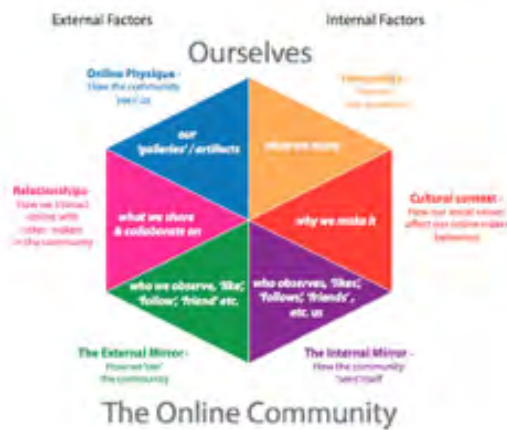 External Factors
Internal Factors
Ourselves
Online Physique -
How the community
'sees' us
our
'galleries' / artifacts
what we make
Relationships-
How we interact
online with
other makers
in the community
what we share
& collaborate on
why we make it
Cultural context -
How our social values
affect our online maker
who we observe, 'like',
'follow', 'friend' etc.
who observes, 'likes',
'follows', 'friends',
etc. us
The External Mirror -
How we 'see'
the community
The Internal Mirror -
How the community
'sees' itself
The Online Community